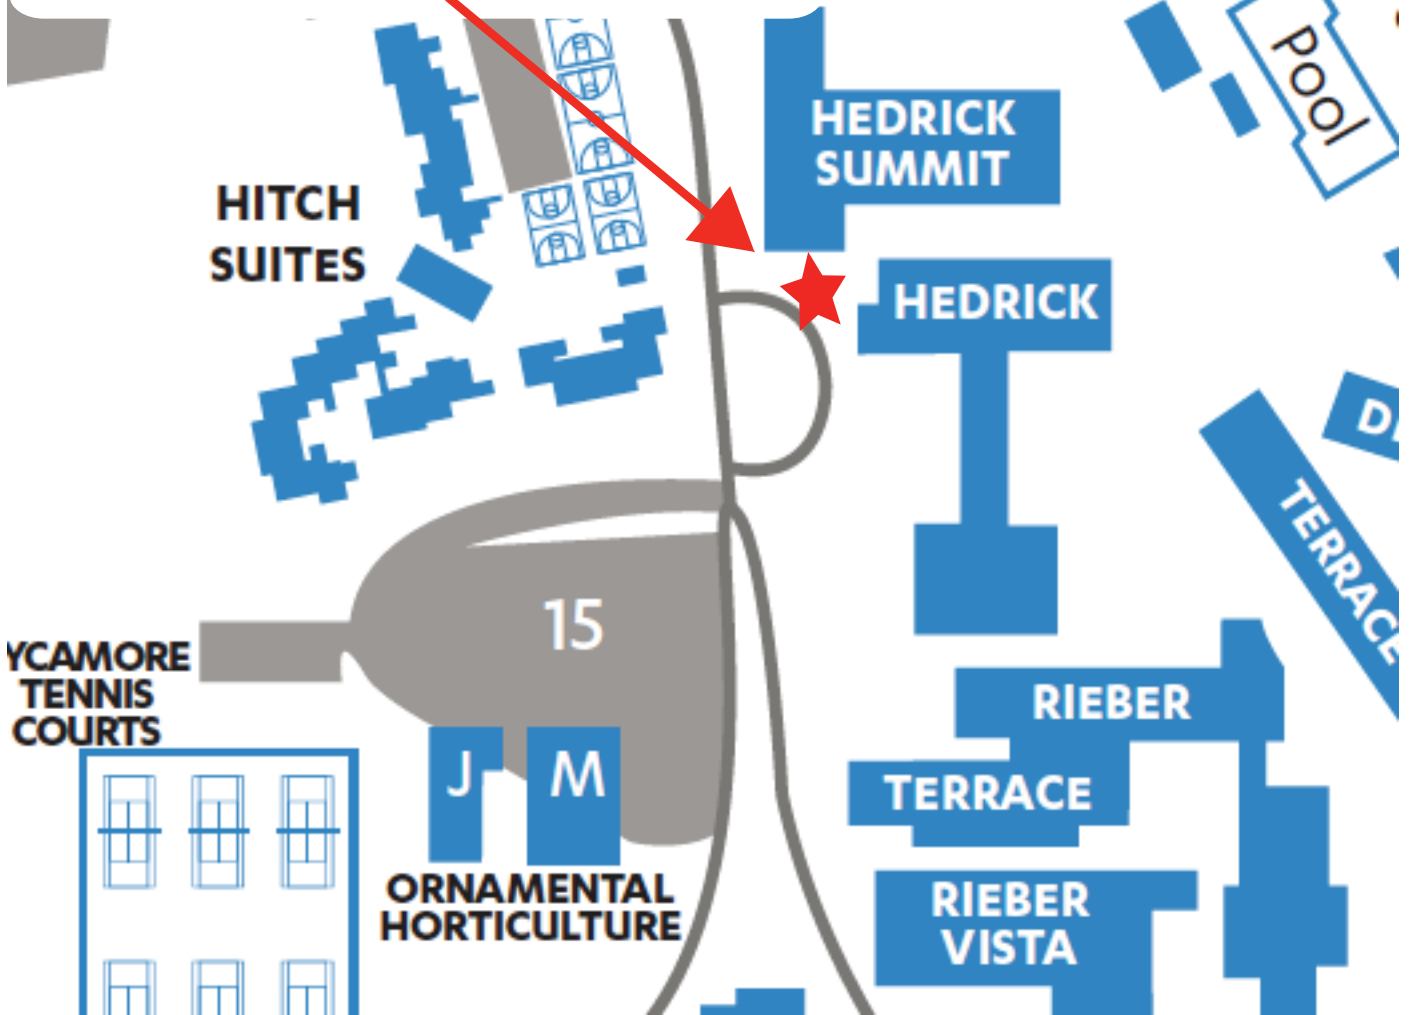 Pool
HEDRICK
SUMMIT
HITCH
SUITES
HEDRICK
TERRACE
15
YCAMORE
TENNIS
COURTS
RIEBER
TERRACE
J
M
ORNAMENTAL
HORTICULTURE
RIEBER
VISTA